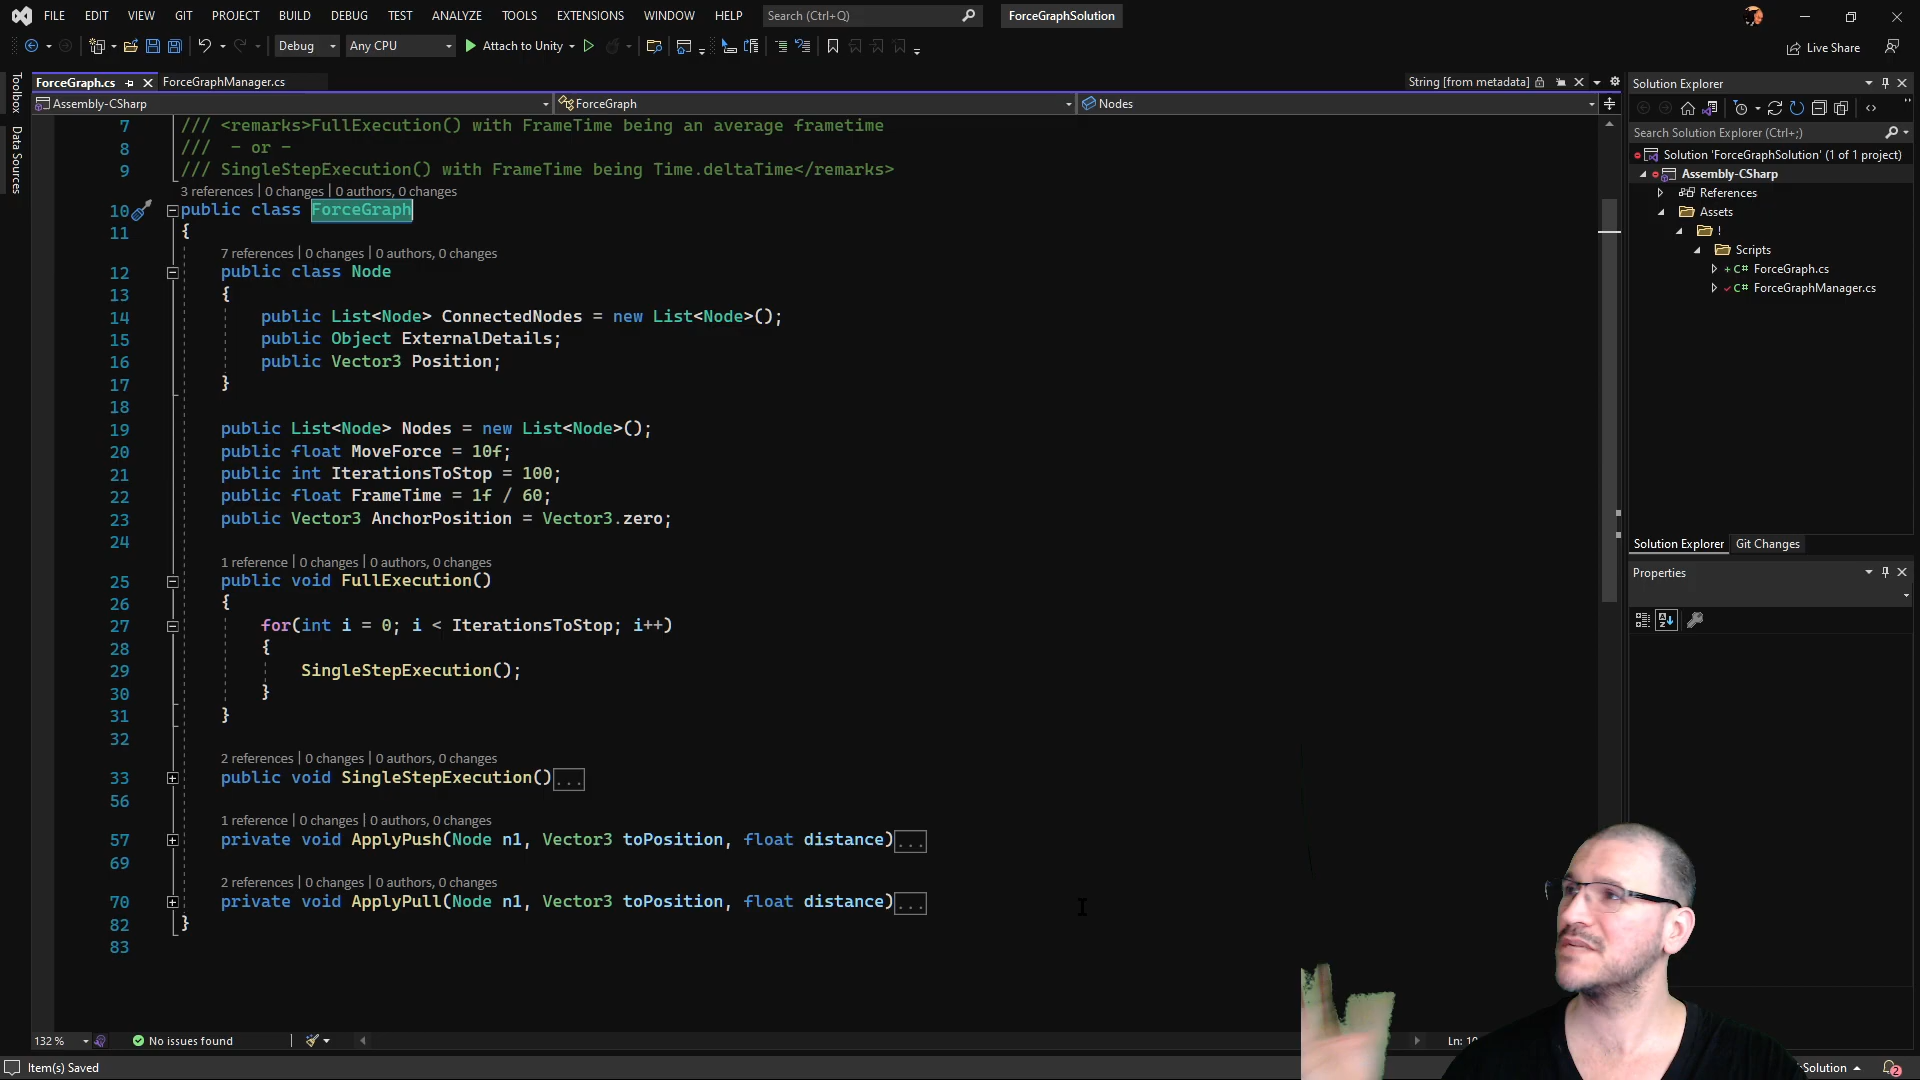 FILE EDIT VIEW GIT PROJECT BUILD DEBUG TEST ANALYZE TOOLS EXTENSIONS WINDOW HELP Search (Ctrl+Q) ForceGraphSolution
Debug Any CPU Attach to Unity Live Share
Toolbox
Data Sources
ForceGraph.cs ForceGraphManager.cs String [from metadata]
Assembly-CSharp ForceGraph Nodes
7 /// <remarks>FullExecution() with FrameTime being an average frametime
8 /// - or -
9 /// SingleStepExecution() with FrameTime being Time.deltaTime</remarks>
3 references | 0 changes | 0 authors, 0 changes
10 public class ForceGraph
11 {
7 references | 0 changes | 0 authors, 0 changes
12 public class Node
13 {
14 public List<Node> ConnectedNodes = new List<Node>();
15 public Object ExternalDetails;
16 public Vector3 Position;
17 }
18
19 public List<Node> Nodes = new List<Node>();
20 public float MoveForce = 10f;
21 public int IterationsToStop = 100;
22 public float FrameTime = 1f / 60;
23 public Vector3 AnchorPosition = Vector3.zero;
24
1 reference | 0 changes | 0 authors, 0 changes
25 public void FullExecution()
26 {
27 for(int i = 0; i < IterationsToStop; i++)
28 {
29 SingleStepExecution();
30 }
31 }
32
2 references | 0 changes | 0 authors, 0 changes
33 public void SingleStepExecution()...
56
1 reference | 0 changes | 0 authors, 0 changes
57 private void ApplyPush(Node n1, Vector3 toPosition, float distance)...
69
2 references | 0 changes | 0 authors, 0 changes
70 private void ApplyPull(Node n1, Vector3 toPosition, float distance)...
82 }
83
132 % No issues found
Item(s) Saved
Solution Explorer
Search Solution Explorer (Ctrl+;)
Solution 'ForceGraphSolution' (1 of 1 project)
Assembly-CSharp
References
Assets
!
Scripts
C# ForceGraph.cs
C# ForceGraphManager.cs
Solution Explorer Git Changes
Properties
Solution 2